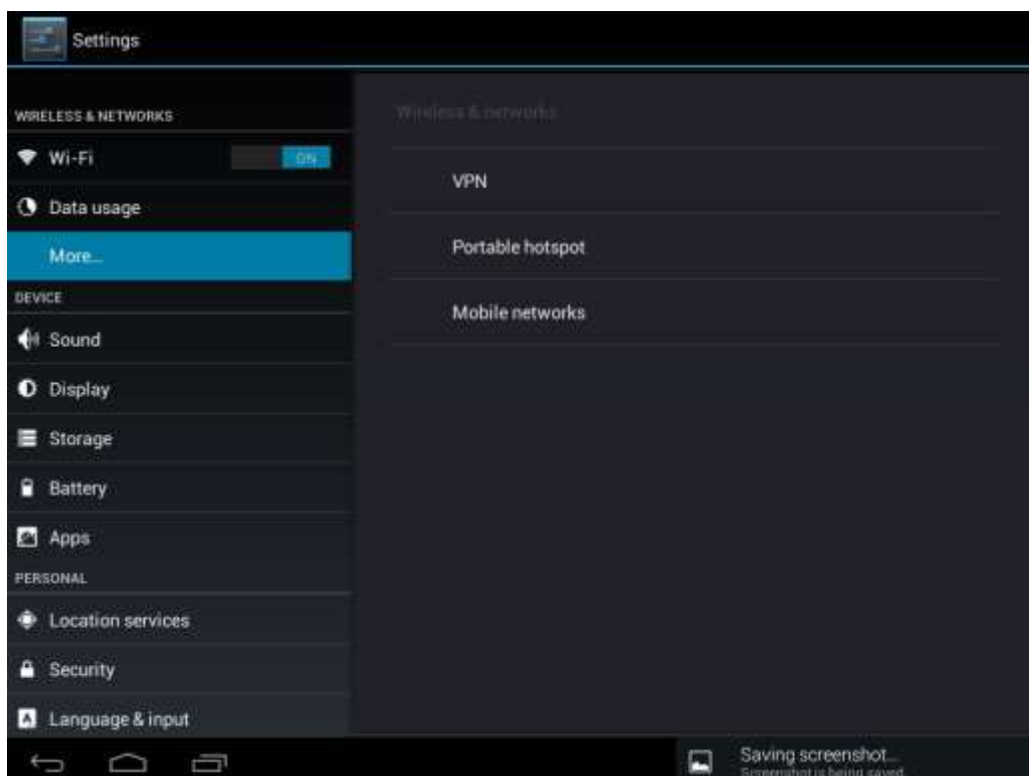 Settings
WIRELESS & NETWORKS
Wi-Fi ON
Data usage
More...
DEVICE
Sound
Display
Storage
Battery
Apps
PERSONAL
Location services
Security
Language & input
Wireless & networks
VPN
Portable hotspot
Mobile networks
Saving screenshot...
Screenshot is being saved